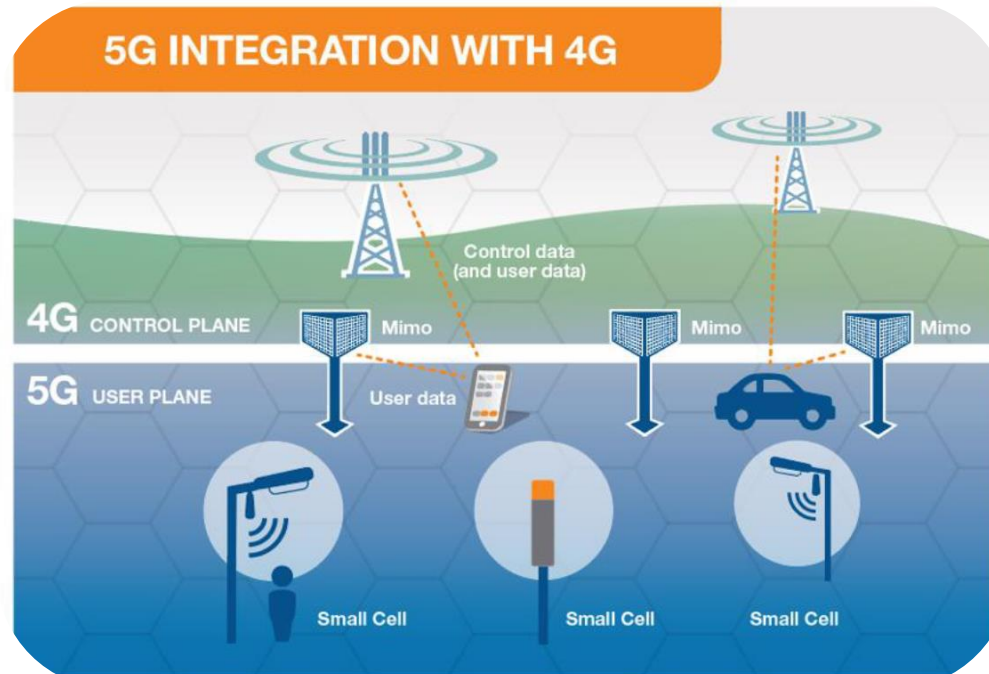 5G INTEGRATION WITH 4G
Control data
(and user data)
4G CONTROL PLANE
Mimo
Mimo
Mimo
5G USER PLANE
User data
Small Cell
Small Cell
Small Cell